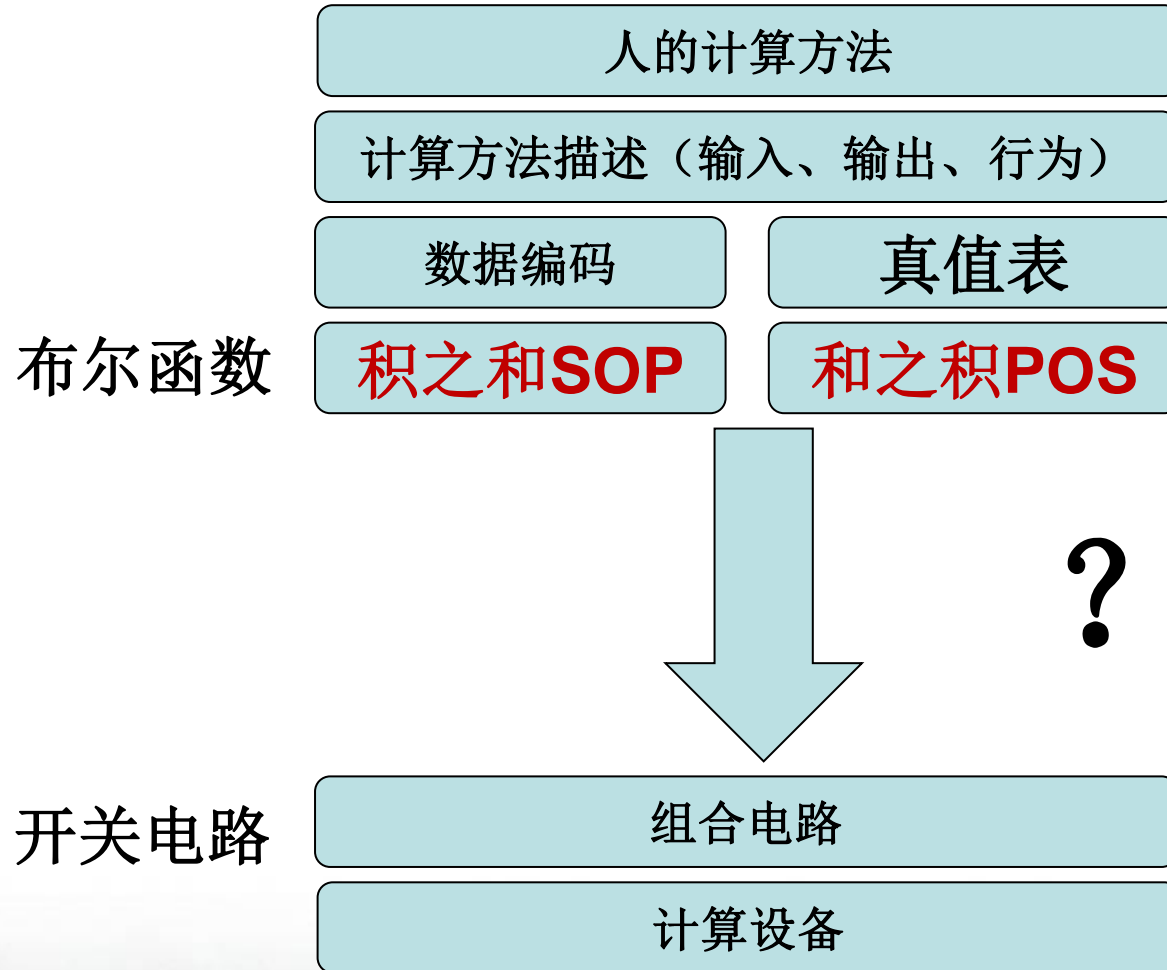 人的计算方法
计算方法描述（输入、输出、行为）
数据编码
真值表
布尔函数
积之和SOP
和之积POS
？
开关电路
组合电路
计算设备